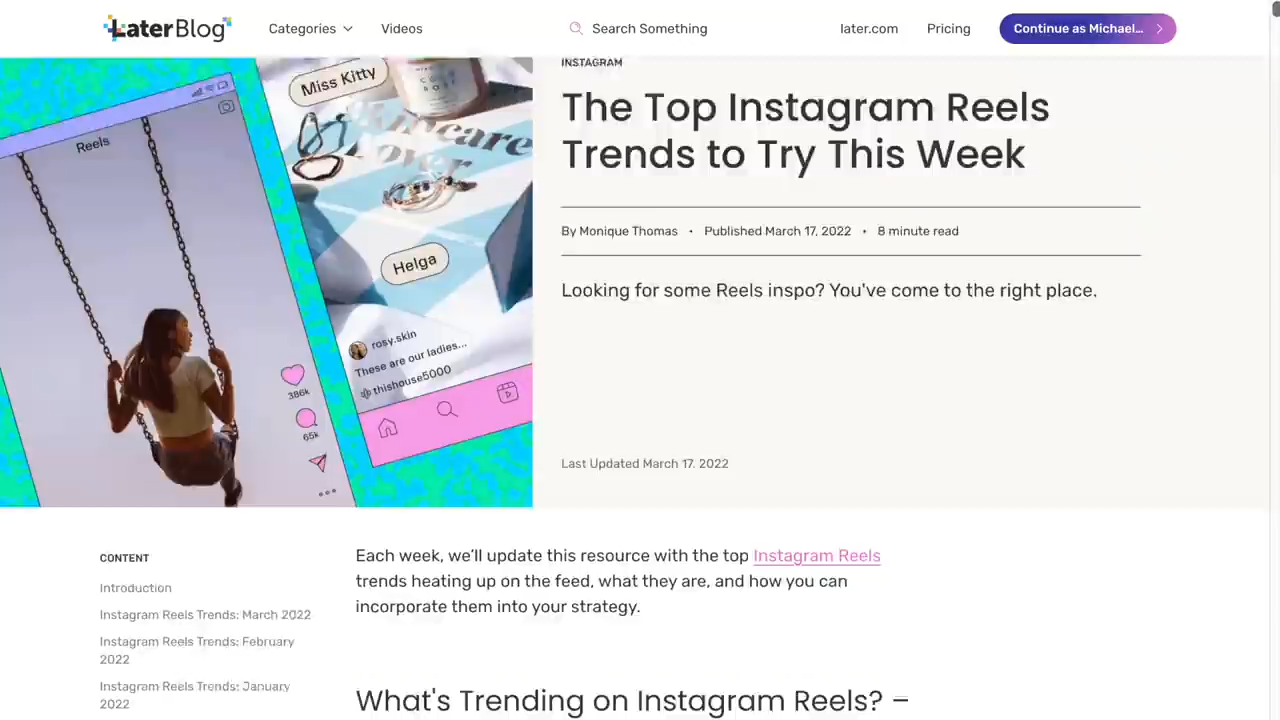 LaterBlog
Categories
Videos
Search Something
later.com
Pricing
Continue as Michael...
Reels
386k
65k
Miss Kitty
Skincare
Lover
Helga
rosy.skin
These are our ladies...
thishouse5000
INSTAGRAM
The Top Instagram Reels
Trends to Try This Week
By Monique Thomas • Published March 17, 2022 • 8 minute read
Looking for some Reels inspo? You've come to the right place.
Last Updated March 17, 2022
CONTENT
Introduction
Instagram Reels Trends: March 2022
Instagram Reels Trends: February
2022
Instagram Reels Trends: January
2022
Each week, we’ll update this resource with the top Instagram Reels
trends heating up on the feed, what they are, and how you can
incorporate them into your strategy.
What's Trending on Instagram Reels? –